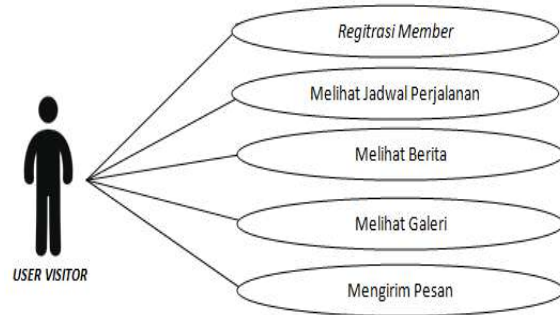 Regitrasi Member
Melihat Jadwal Perjalanan
Melihat Berita
Melihat Galeri
Mengirim Pesan
USER VISITOR